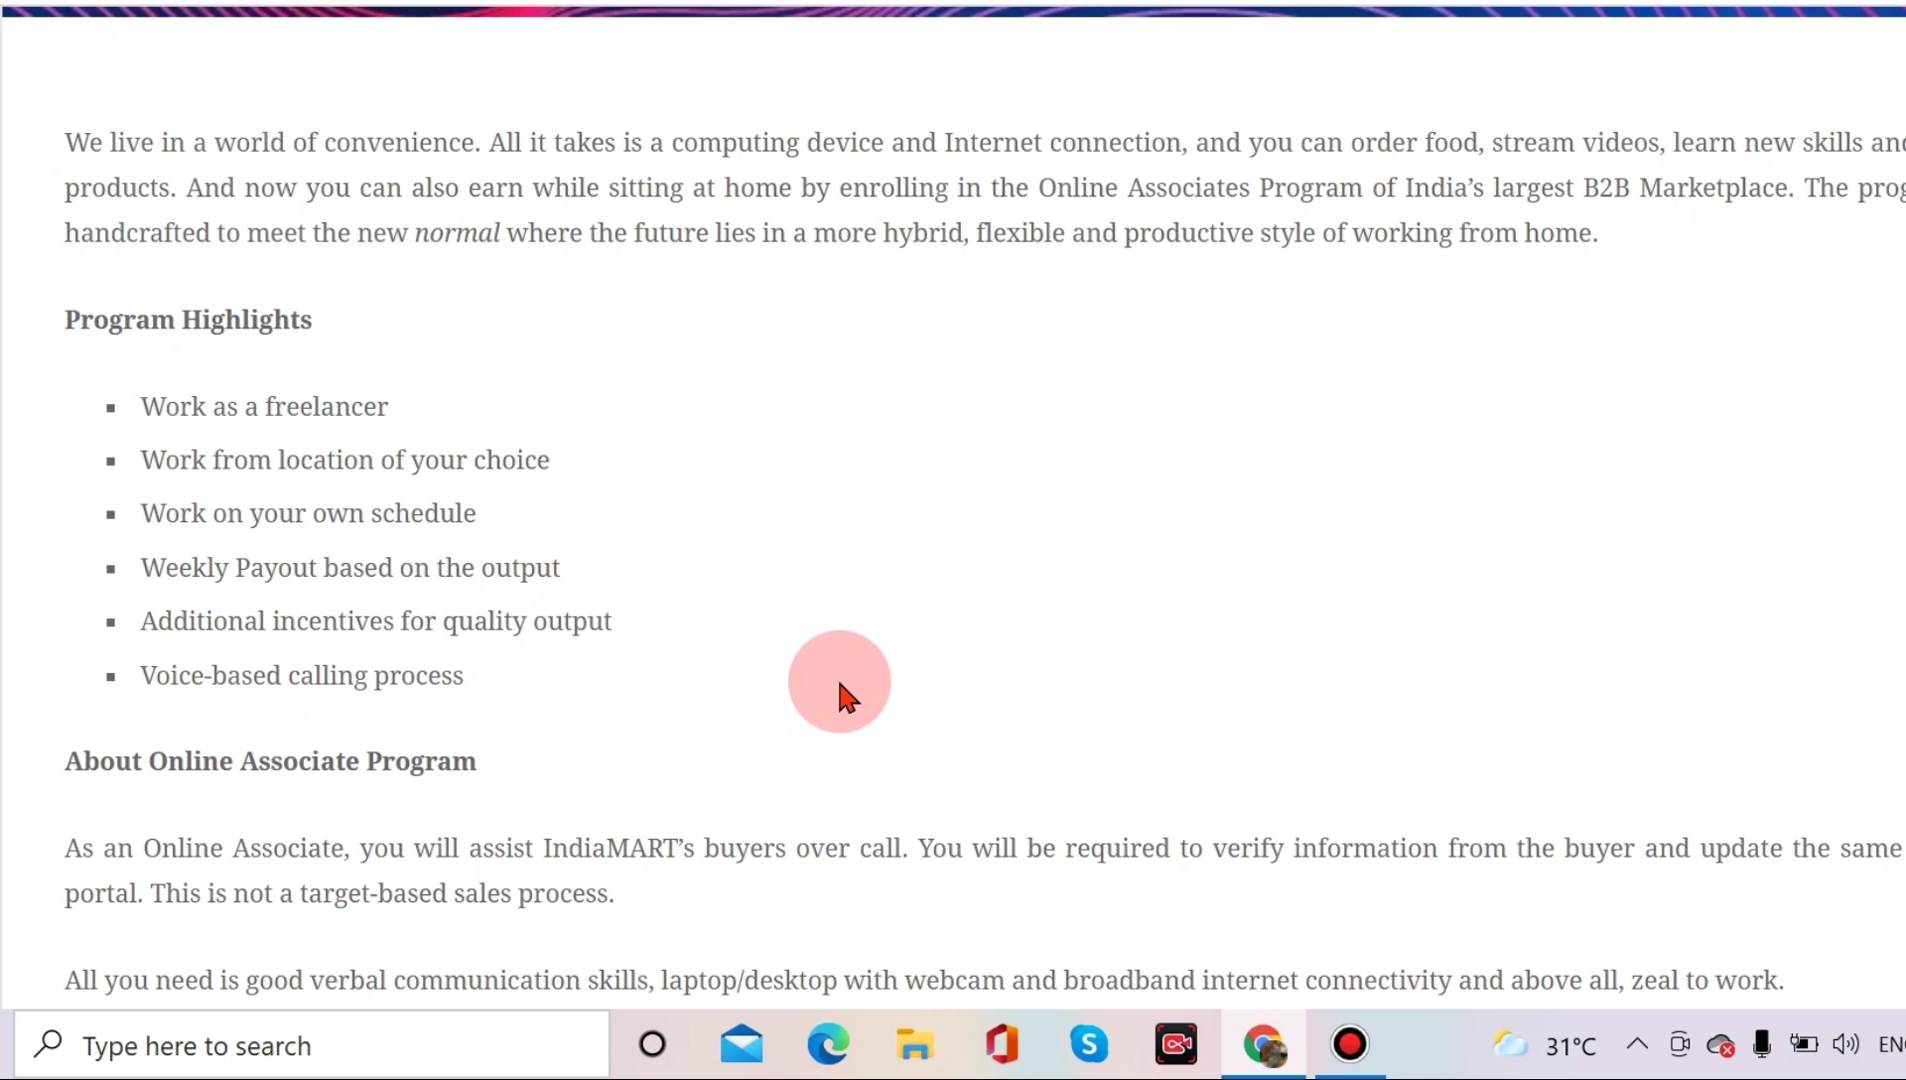 We live in a world of convenience. All it takes is a computing device and Internet connection, and you can order food, stream videos, learn new skills
products. And now you can also earn while sitting at home by enrolling in the Online Associates Program of India’s largest B2B Marketplace. The
handcrafted to meet the new normal where the future lies in a more hybrid, flexible and productive style of working from home.
Program Highlights
▪ Work as a freelancer
▪ Work from location of your choice
▪ Work on your own schedule
▪ Weekly Payout based on the output
▪ Additional incentives for quality output
▪ Voice-based calling process
About Online Associate Program
As an Online Associate, you will assist IndiaMART’s buyers over call. You will be required to verify information from the buyer and update the same
portal. This is not a target-based sales process.
All you need is good verbal communication skills, laptop/desktop with webcam and broadband internet connectivity and above all, zeal to work.
Type here to search
31°C